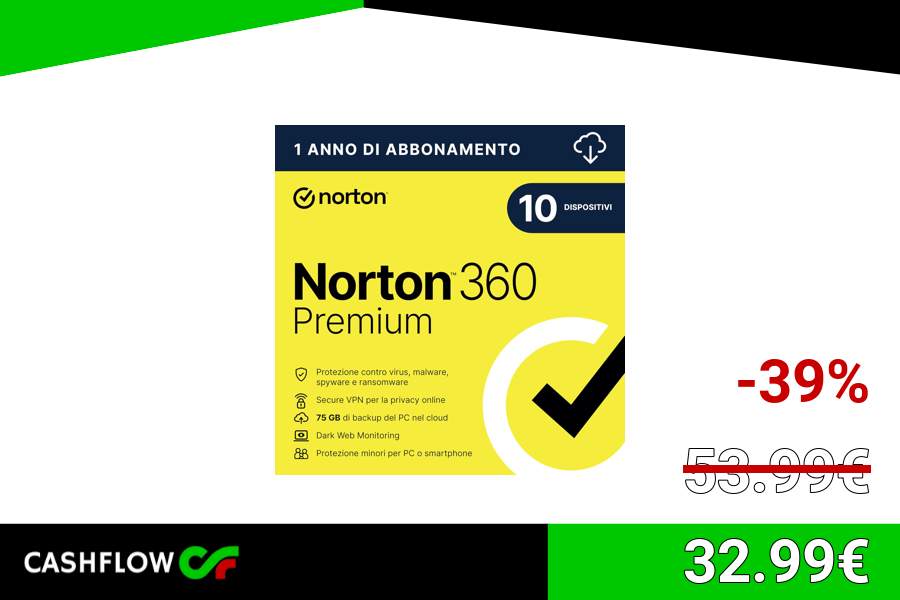 1 ANNO DI ABBONAMENTO
norton
10 DISPOSITIVI
Norton™ 360
Premium
Protezione contro virus, malware,
spyware e ransomware
Secure VPN per la privacy online
75 GB di backup del PC nel cloud
Dark Web Monitoring
Protezione minori per PC o smartphone
-39%
53.99€
CASHFLOW
32.99€